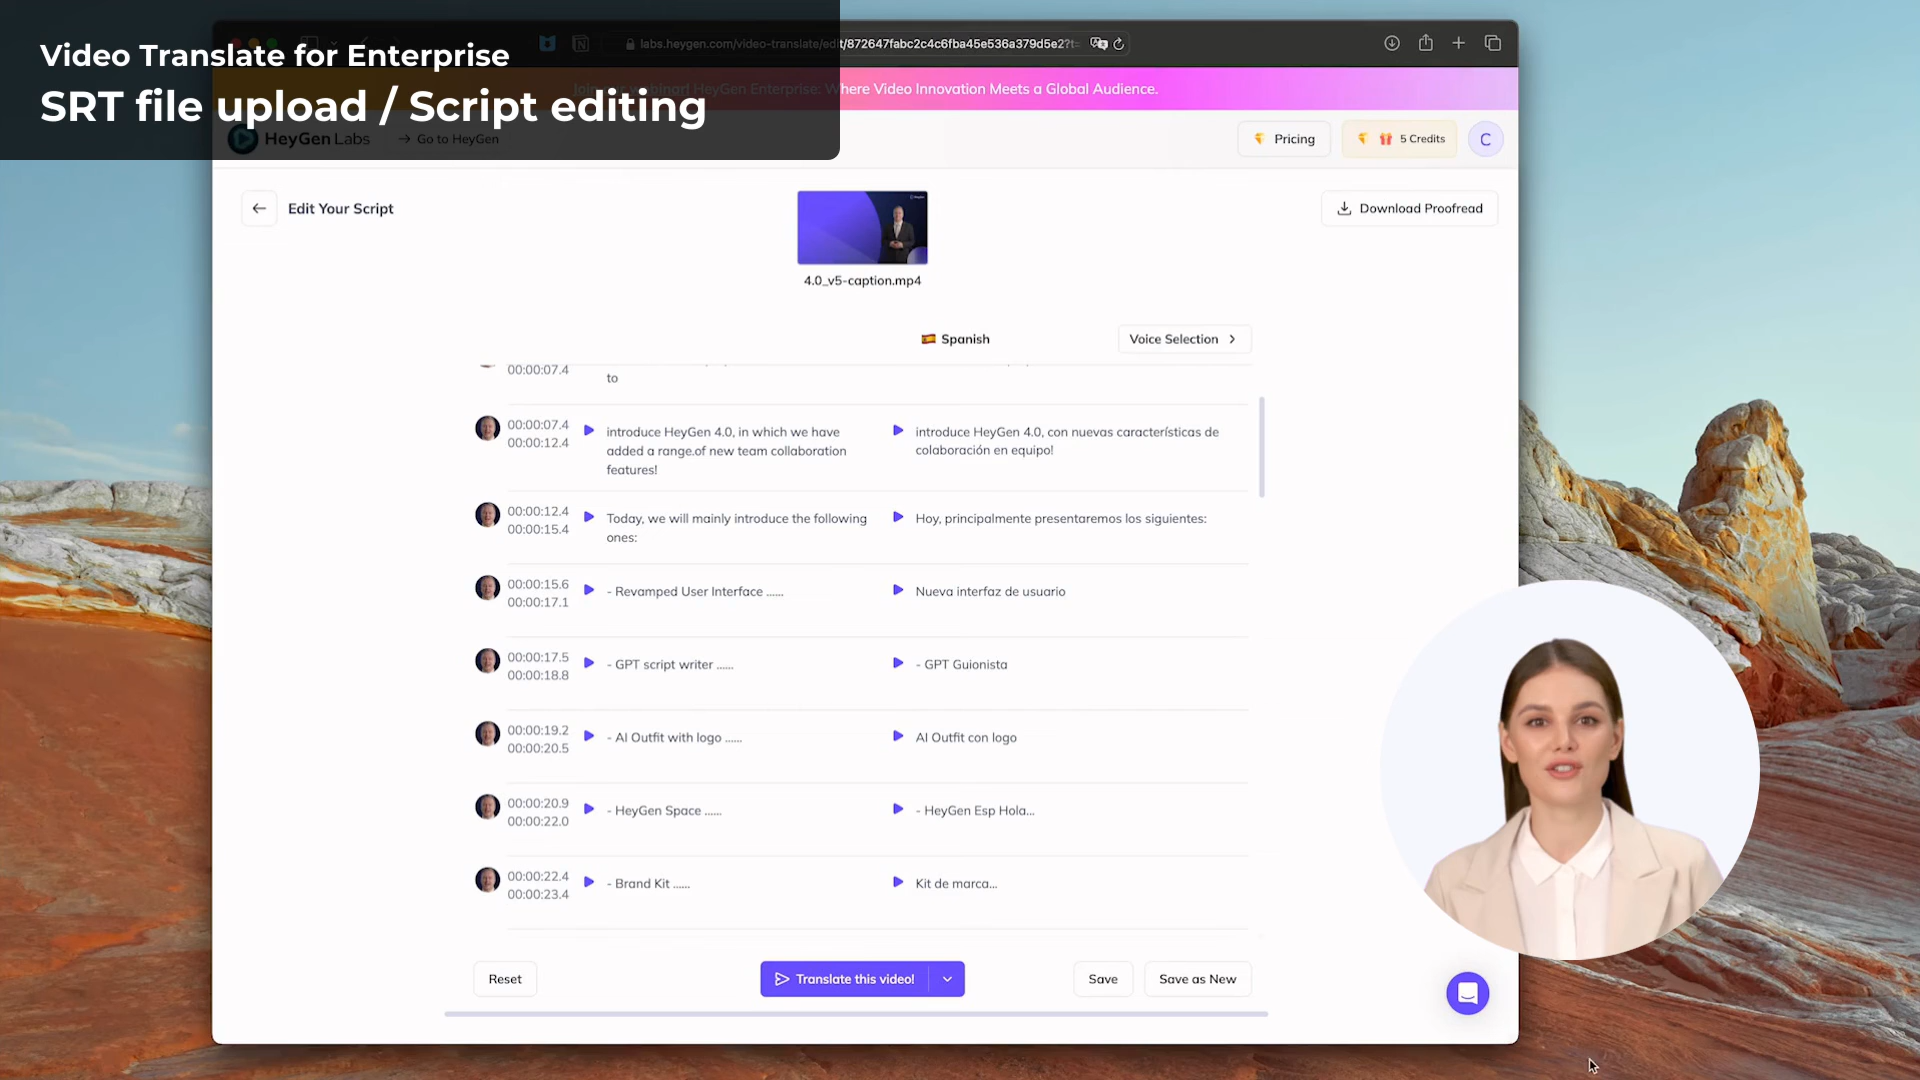 Video Translate for Enterprise
SRT file upload / Script editing
labs.heygen.com/video-translate/edit/872647fabc2c4c6fba45e536a379d5e2?t=
HeyGen Enterprise: Where Video Innovation Meets a Global Audience.
HeyGen Labs
→ Go to HeyGen
Pricing
5 Credits
C
Edit Your Script
Download Proofread
4.0_v5-caption.mp4
Spanish
Voice Selection
00:00:07.4
to
00:00:07.4
00:00:12.4
introduce HeyGen 4.0, in which we have
added a range.of new team collaboration
features!
introduce HeyGen 4.0, con nuevas características de
colaboración en equipo!
00:00:12.4
00:00:15.4
Today, we will mainly introduce the following
ones:
Hoy, principalmente presentaremos los siguientes:
00:00:15.6
00:00:17.1
- Revamped User Interface ......
Nueva interfaz de usuario
00:00:17.5
00:00:18.8
- GPT script writer ......
- GPT Guionista
00:00:19.2
00:00:20.5
- AI Outfit with logo ......
AI Outfit con logo
00:00:20.9
00:00:22.0
- HeyGen Space ......
- HeyGen Esp Hola...
00:00:22.4
00:00:23.4
- Brand Kit ......
Kit de marca...
Reset
Translate this video!
Save
Save as New